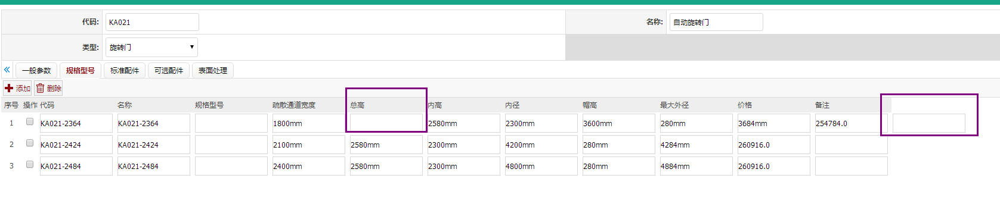 代码: KA021 名称: 自动旋转门
类型: 旋转门
一般参数 规格型号 标准配件 可选配件 表面处理
添加 删除
序号 操作 代码 名称 规格型号 疏散通道宽度 总高 内高 内径 帽高 最大外径 价格 备注
1 KA021-2364 KA021-2364 1800mm 2580mm 2300mm 3600mm 280mm 3684mm 254784.0
2 KA021-2424 KA021-2424 2100mm 2580mm 2300mm 4200mm 280mm 4284mm 260916.0
3 KA021-2484 KA021-2484 2400mm 2580mm 2300mm 4800mm 280mm 4884mm 260916.0